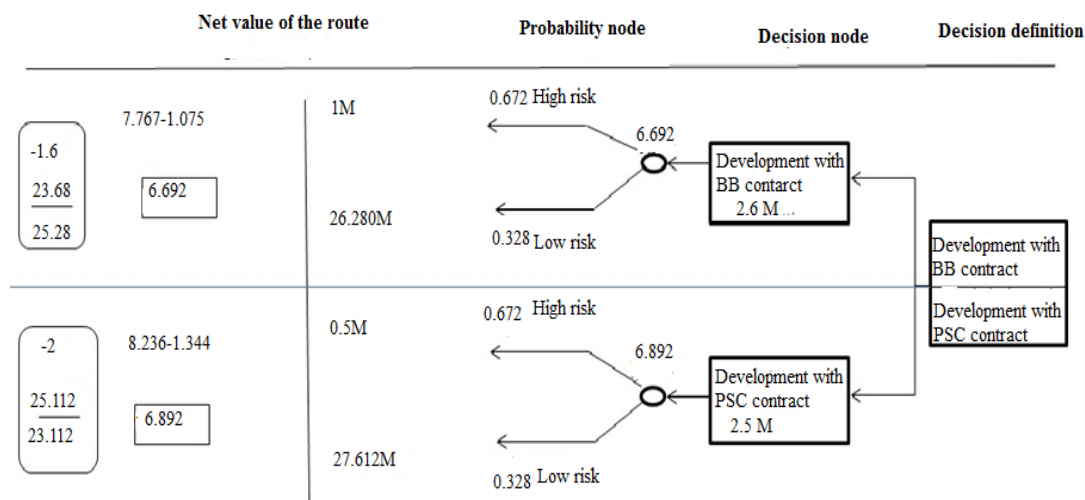 Net value of the route
Probability node
Decision node
Decision definition
7.767-1.075
-1.6
23.68
25.28
6.692
1M
26.280M
0.672 High risk
6.692
0.328 Low risk
Development with
BB contarct
2.6 M ...
Development with
BB contract
Development with
PSC contract
8.236-1.344
-2
25.112
23.112
6.892
0.5M
27.612M
0.672 High risk
6.892
0.328 Low risk
Development with
PSC contract
2.5 M